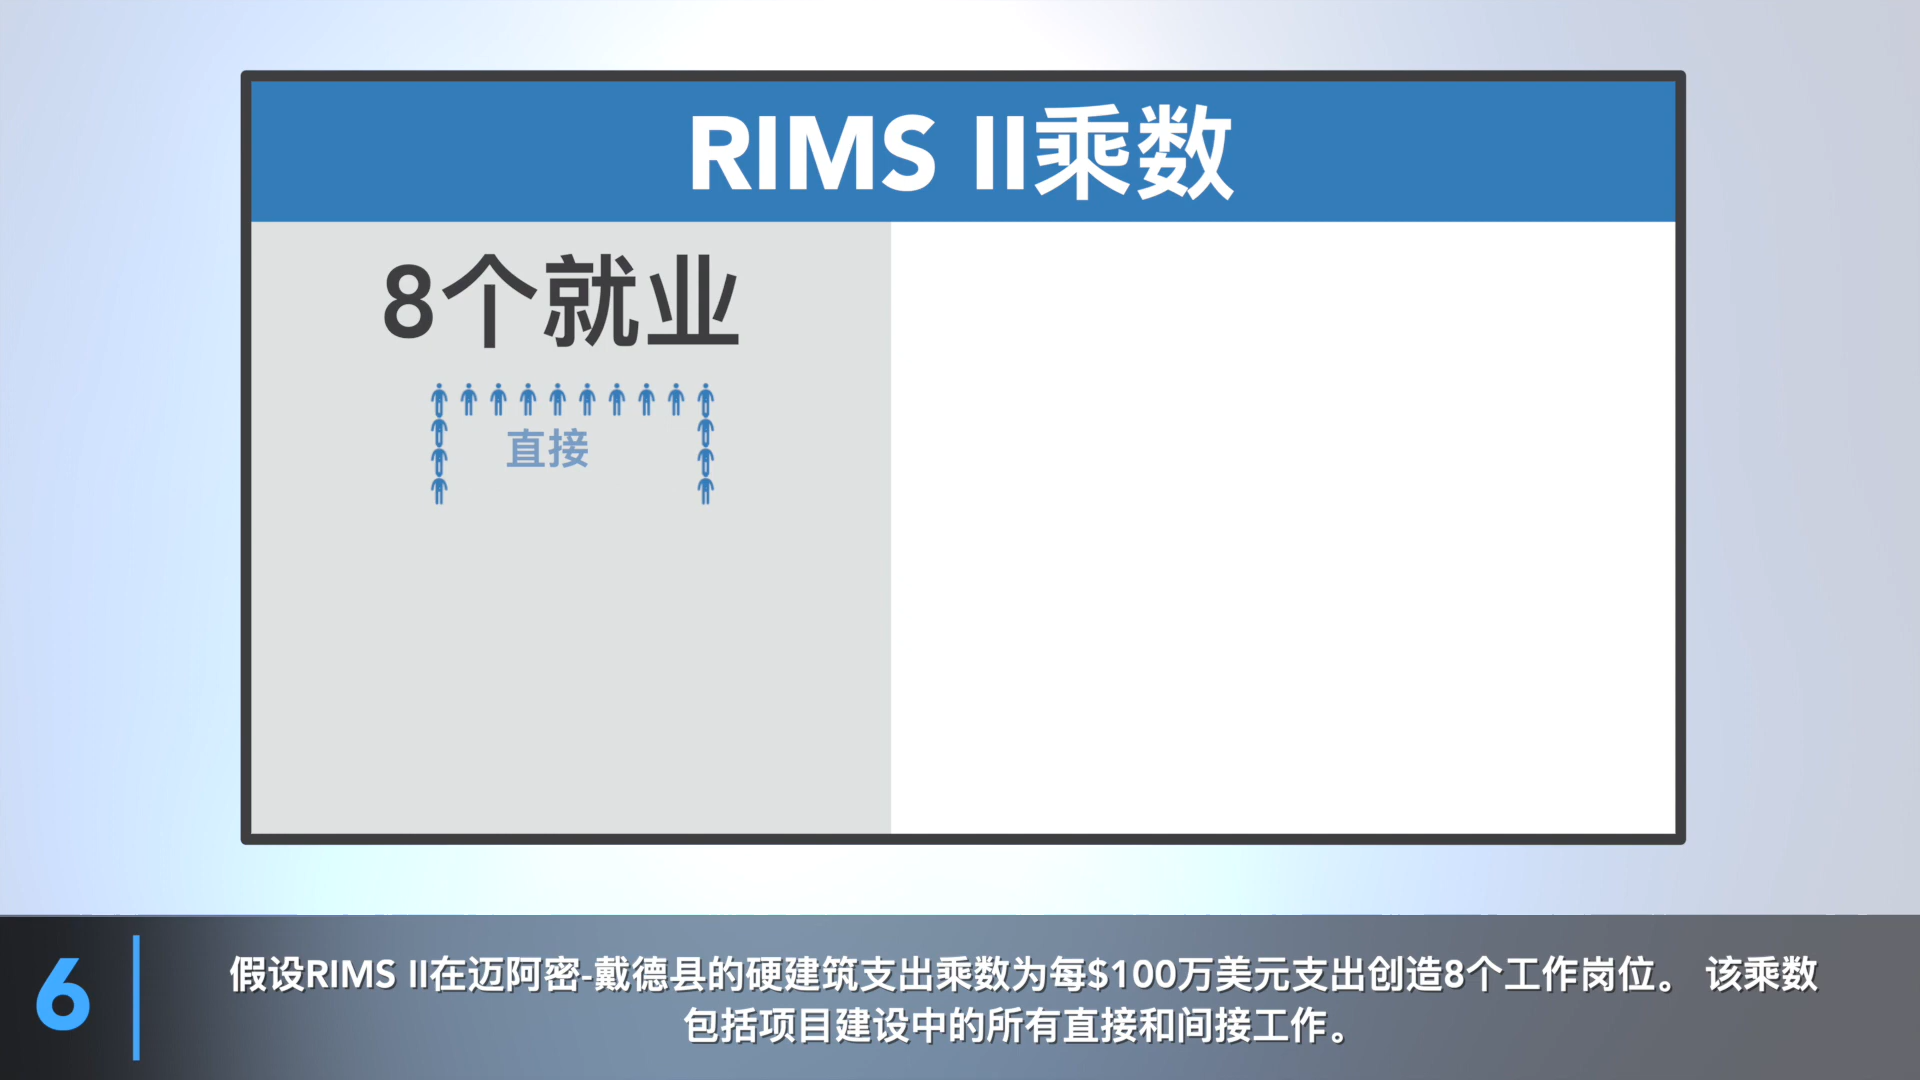 RIMS II乘数
8个就业
直接
6
假设RIMS II在迈阿密-戴德县的硬建筑支出乘数为每$100万美元支出创造8个工作岗位。 该乘数
包括项目建设中的所有直接和间接工作。